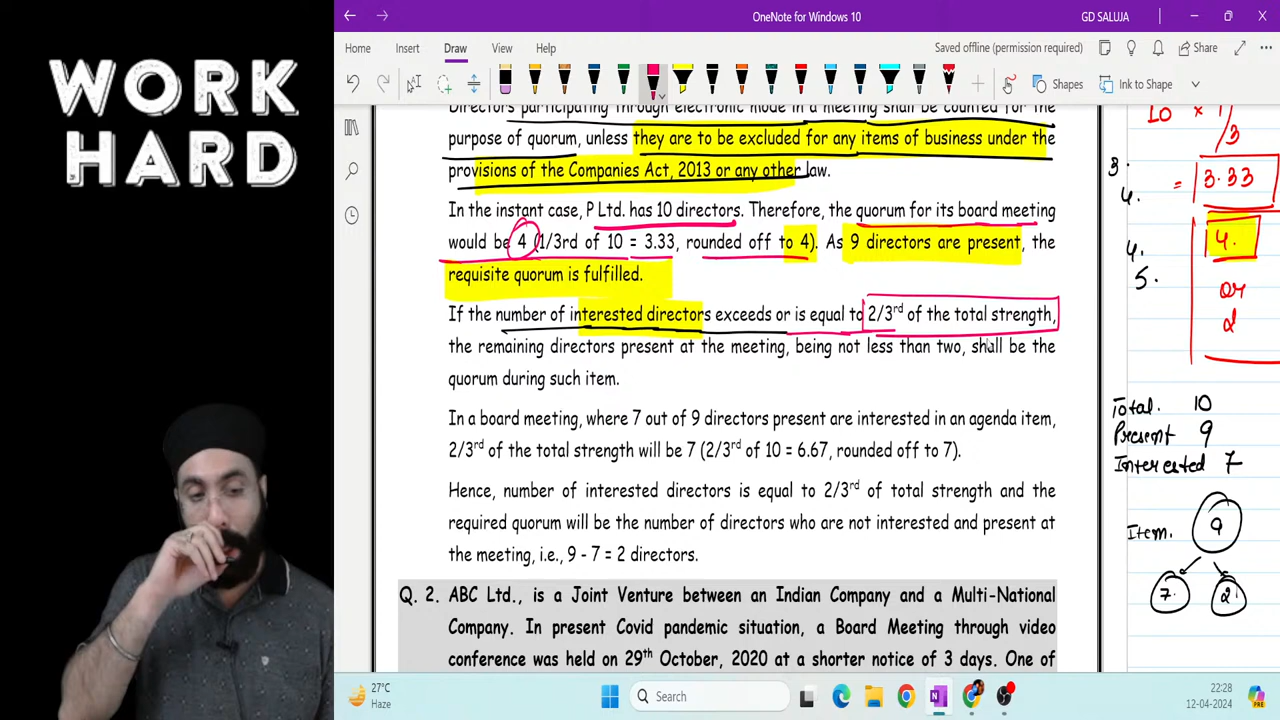 WORK
HARD
OneNote for Windows 10
GD SALUJA
Home Insert Draw View Help
Saved offline (permission required)
Share
Shapes
Ink to Shape
Directors participating through electronic mode in a meeting shall be counted for the
purpose of quorum, unless they are to be excluded for any items of business under the
provisions of the Companies Act, 2013 or any other law.
In the instant case, P Ltd. has 10 directors. Therefore, the quorum for its board meeting
would be 4 (1/3rd of 10 = 3.33, rounded off to 4). As 9 directors are present, the
requisite quorum is fulfilled.
If the number of interested directors exceeds or is equal to 2/3rd of the total strength,
the remaining directors present at the meeting, being not less than two, shall be the
quorum during such item.
In a board meeting, where 7 out of 9 directors present are interested in an agenda item,
2/3rd of the total strength will be 7 (2/3rd of 10 = 6.67, rounded off to 7).
Hence, number of interested directors is equal to 2/3rd of total strength and the
required quorum will be the number of directors who are not interested and present at
the meeting, i.e., 9 - 7 = 2 directors.
Q. 2. ABC Ltd., is a Joint Venture between an Indian Company and a Multi-National
Company. In present Covid pandemic situation, a Board Meeting through video
conference was held on 29th October, 2020 at a shorter notice of 3 days. One of
10 × 1/3
3.
= 3.33
4.
4.
4.
5.
or
2
Total. 10
Present 9
Interested 7
Item. 9
7. 2.
27°C
Haze
Search
22:28
12-04-2024
PRE